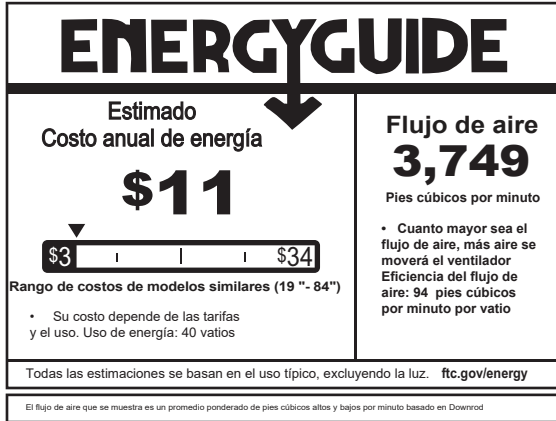 ENERGYGUIDE
Estimado
Costo anual de energía
$11
$3 $34
Rango de costos de modelos similares (19 "- 84")
• Su costo depende de las tarifas
y el uso. Uso de energía: 40 vatios
Flujo de aire
3,749
Pies cúbicos por minuto
• Cuanto mayor sea el
flujo de aire, más aire se
moverá el ventilador
Eficiencia del flujo de
aire: 94 pies cúbicos
por minuto por vatio
Todas las estimaciones se basan en el uso típico, excluyendo la luz. ftc.gov/energy
El flujo de aire que se muestra es un promedio ponderado de pies cúbicos altos y bajos por minuto basado en Downrod